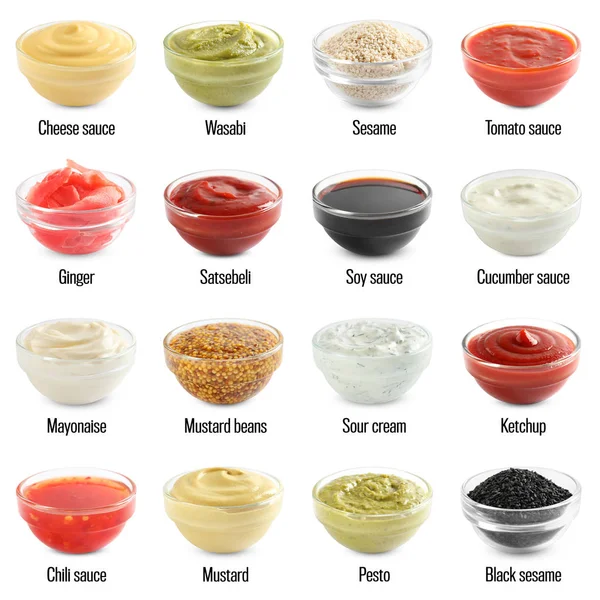 Cheese sauce
Wasabi
Sesame
Tomato sauce
Ginger
Satsebeli
Soy sauce
Cucumber sauce
Mayonaise
Mustard beans
Sour cream
Ketchup
Chili sauce
Mustard
Pesto
Black sesame